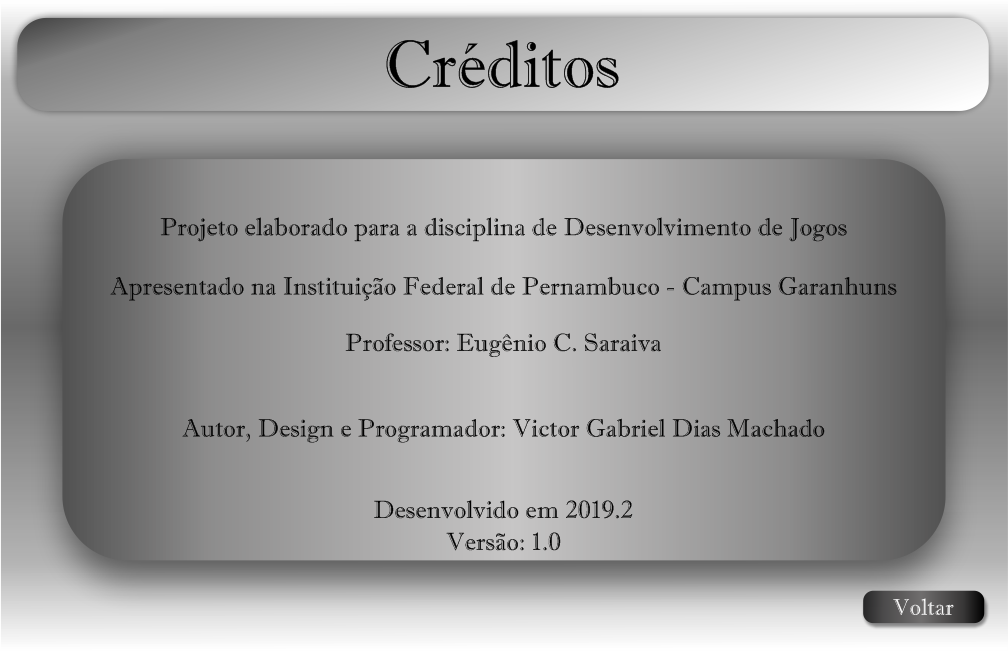 Créditos
Projeto elaborado para a disciplina de Desenvolvimento de Jogos
Apresentado na Instituição Federal de Pernambuco - Campus Garanhuns
Professor: Eugênio C. Saraiva
Autor, Design e Programador: Victor Gabriel Dias Machado
Desenvolvido em 2019.2
Versão: 1.0
Voltar